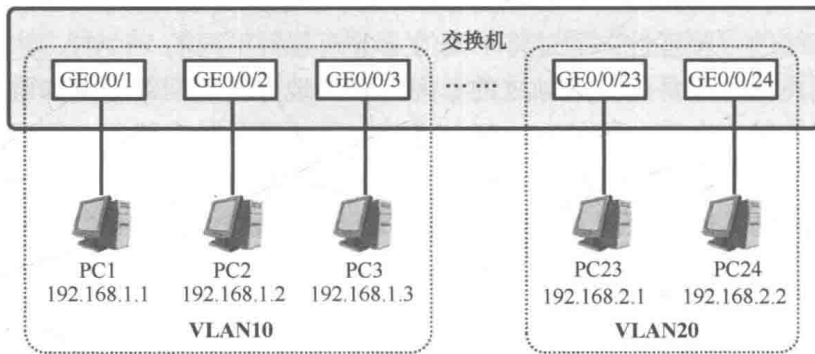 交换机
GE0/0/1 GE0/0/2 GE0/0/3 … GE0/0/23 GE0/0/24
PC1 PC2 PC3 PC23 PC24
192.168.1.1 192.168.1.2 192.168.1.3 192.168.2.1 192.168.2.2
VLAN10 VLAN20